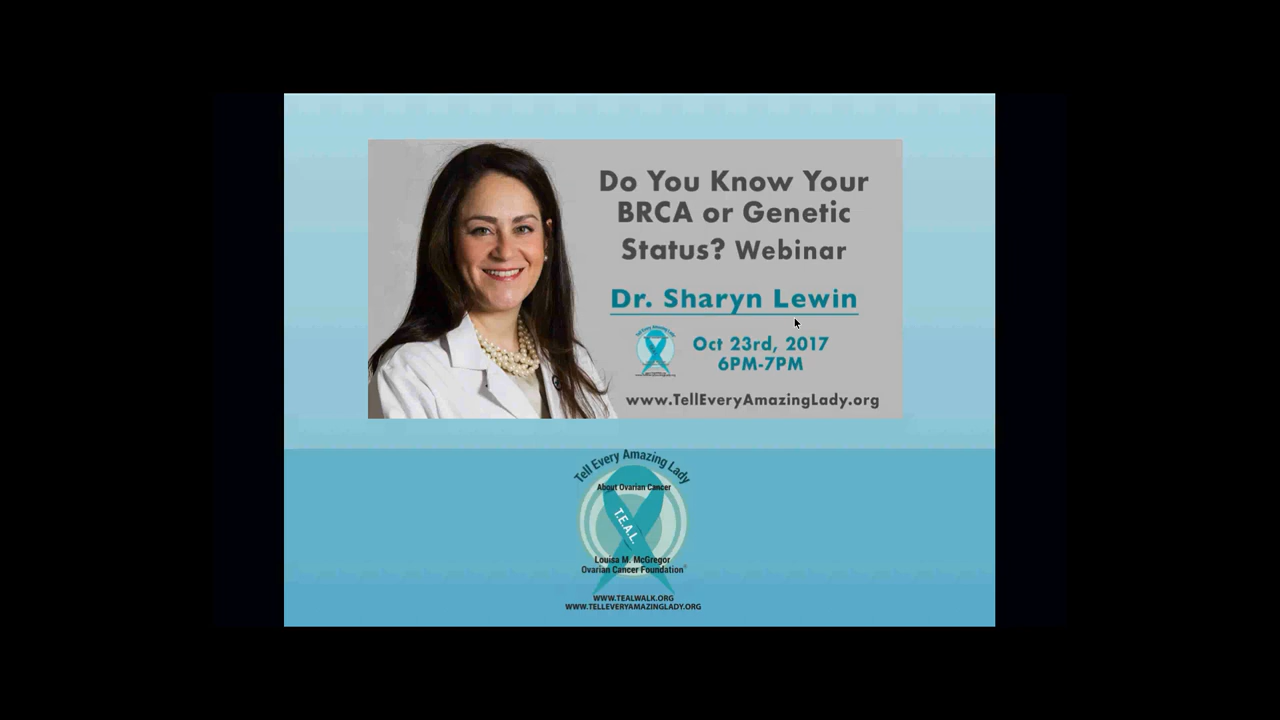 Do You Know Your
BRCA or Genetic
Status? Webinar
Dr. Sharyn Lewin
Oct 23rd, 2017
6PM-7PM
www.TellEveryAmazingLady.org
Tell Every Amazing Lady
About Ovarian Cancer
T.E.A.L.
Louisa M. McGregor
Ovarian Cancer Foundation®
WWW.TEALWALK.ORG
WWW.TELLEVERYAMAZINGLADY.ORG